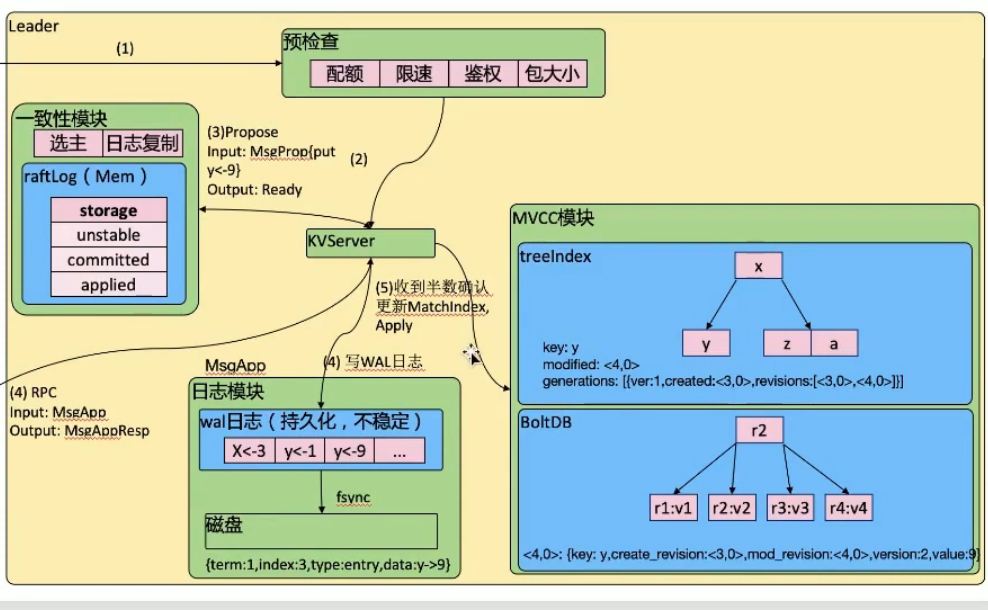 Leader
(1)
预检查
配额 限速 鉴权 包大小
一致性模块
选主 日志复制
raftLog（Mem）
storage
unstable
committed
applied
(3)Propose
Input: MsgProp{put
y<-9}
Output: Ready
(2)
KVServer
(5)收到半数确认
更新MatchIndex,
Apply
(4) RPC
Input: MsgApp
Output: MsgAppResp
MsgApp
(4) 写WAL日志
日志模块
wal日志（持久化，不稳定）
X<-3 y<-1 y<-9 ...
fsync
磁盘
{term:1,index:3,type:entry,data:y->9}
MVCC模块
treeIndex
x
y z a
key: y
modified: <4,0>
generations: [{ver:1,created:<3,0>,revisions:[<3,0>,<4,0>]}]
BoltDB
r2
r1:v1 r2:v2 r3:v3 r4:v4
<4,0>: {key: y,create_revision:<3,0>,mod_revision:<4,0>,version:2,value:9}